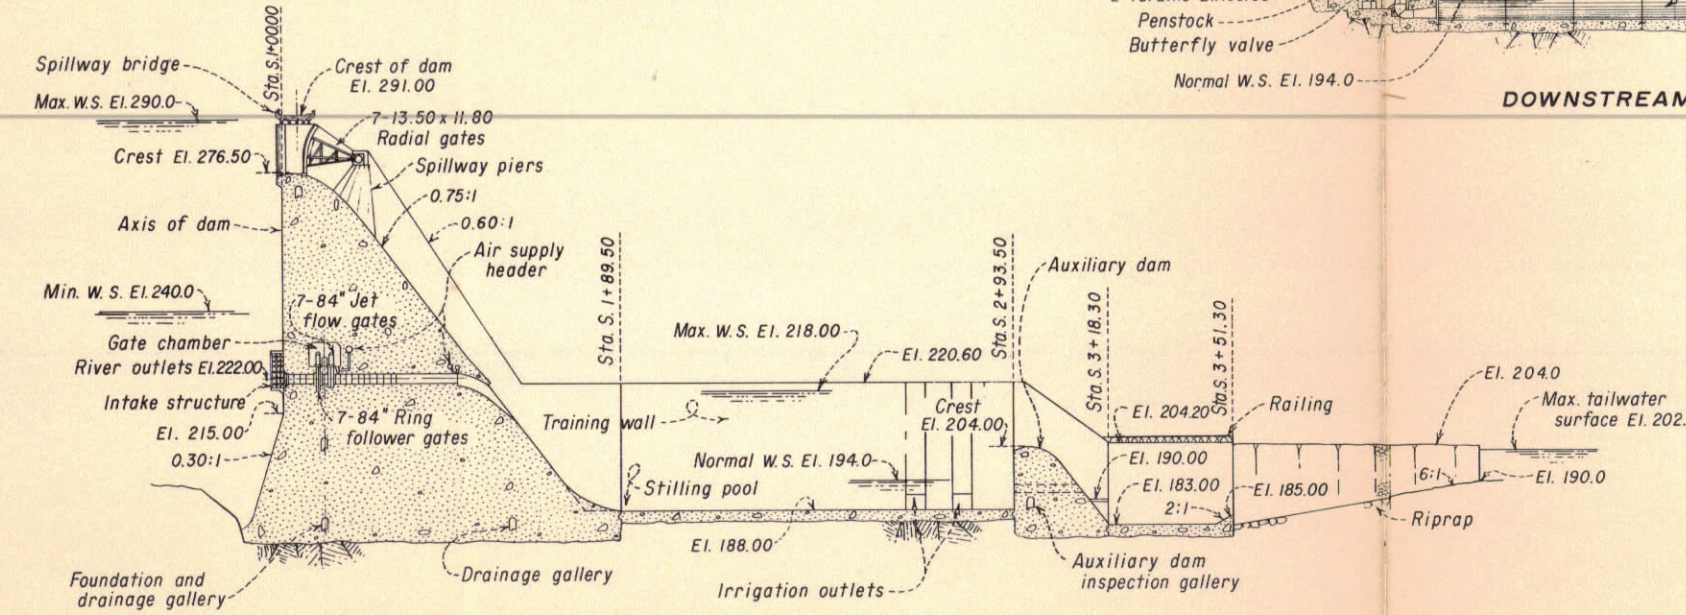 Penstock
Butterfly valve
Normal W.S. El. 194.0
DOWNSTREAM
Sta. S. 1+0000
Spillway bridge
Crest of dam
El. 291.00
Max. W.S. El. 290.0
7-13.50 x 11.80
Radial gates
Crest El. 276.50
Spillway piers
0.75:1
Axis of dam
0.60:1
Air supply
header
Min. W. S. El. 240.0
7-84" Jet
flow gates
Gate chamber
River outlets El. 222.00
Intake structure
7-84" Ring
follower gates
El. 215.00
0.30:1
Foundation and
drainage gallery
Drainage gallery
Sta. S. 1+89.50
Max. W.S. El. 218.00
El. 220.60
Training wall
Crest
El. 204.00
Normal W.S. El. 194.0
Stilling pool
El. 188.00
Irrigation outlets
Sta. S. 2+93.50
Auxiliary dam
Sta. S. 3+18.30
Sta. S. 3+51.30
El. 204.20
Railing
El. 190.00
El. 183.00
2:1
El. 185.00
Auxiliary dam
inspection gallery
El. 204.0
Max. tailwater
surface El. 202.
6:1
El. 190.0
Riprap